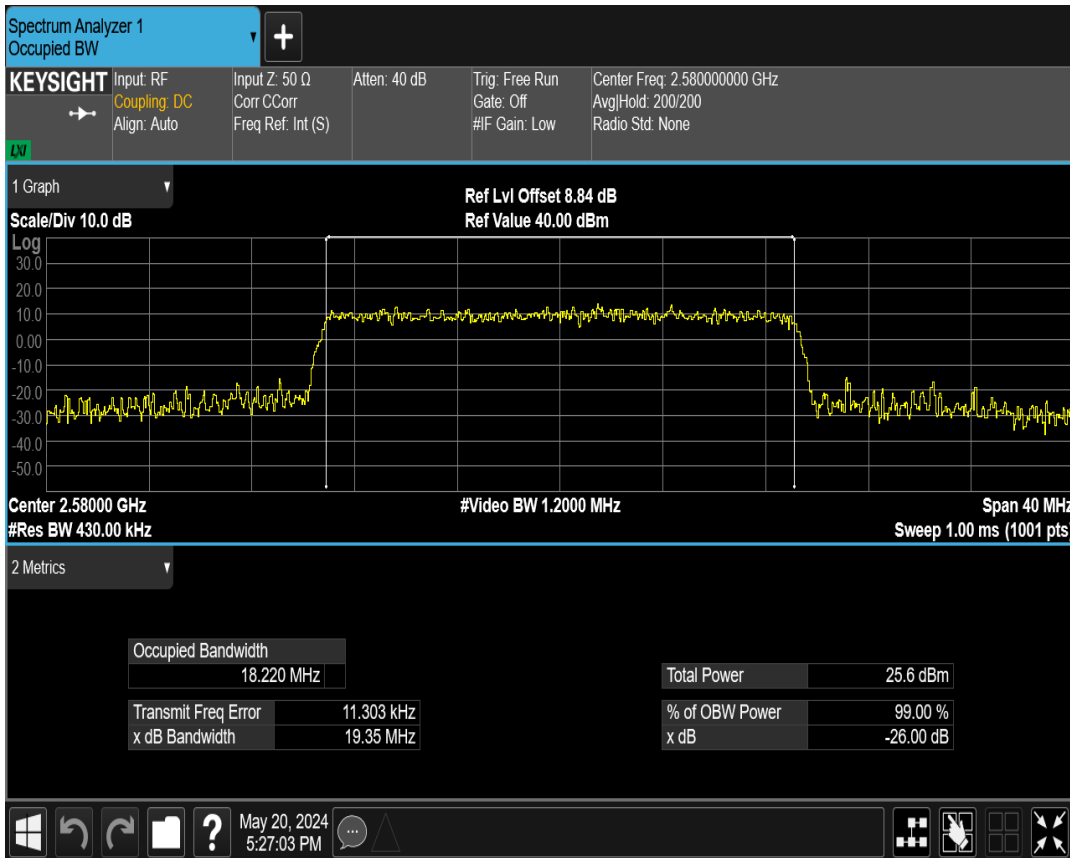 Spectrum Analyzer 1
Occupied BW
+
KEYSIGHT
LXI
Input: RF
Coupling: DC
Align: Auto
Input Z: 50 Ω
Corr CCorr
Freq Ref: Int (S)
Atten: 40 dB
Trig: Free Run
Gate: Off
#IF Gain: Low
Center Freq: 2.580000000 GHz
Avg|Hold: 200/200
Radio Std: None
1 Graph
Scale/Div 10.0 dB
Ref Lvl Offset 8.84 dB
Ref Value 40.00 dBm
Log
30.0
20.0
10.0
0.00
-10.0
-20.0
-30.0
-40.0
-50.0
Center 2.58000 GHz
#Res BW 430.00 kHz
#Video BW 1.2000 MHz
Span 40 MHz
Sweep 1.00 ms (1001 pts)
2 Metrics
Occupied Bandwidth
18.220 MHz
Transmit Freq Error 11.303 kHz
x dB Bandwidth 19.35 MHz
Total Power 25.6 dBm
% of OBW Power 99.00 %
x dB -26.00 dB
?
May 20, 2024
5:27:03 PM